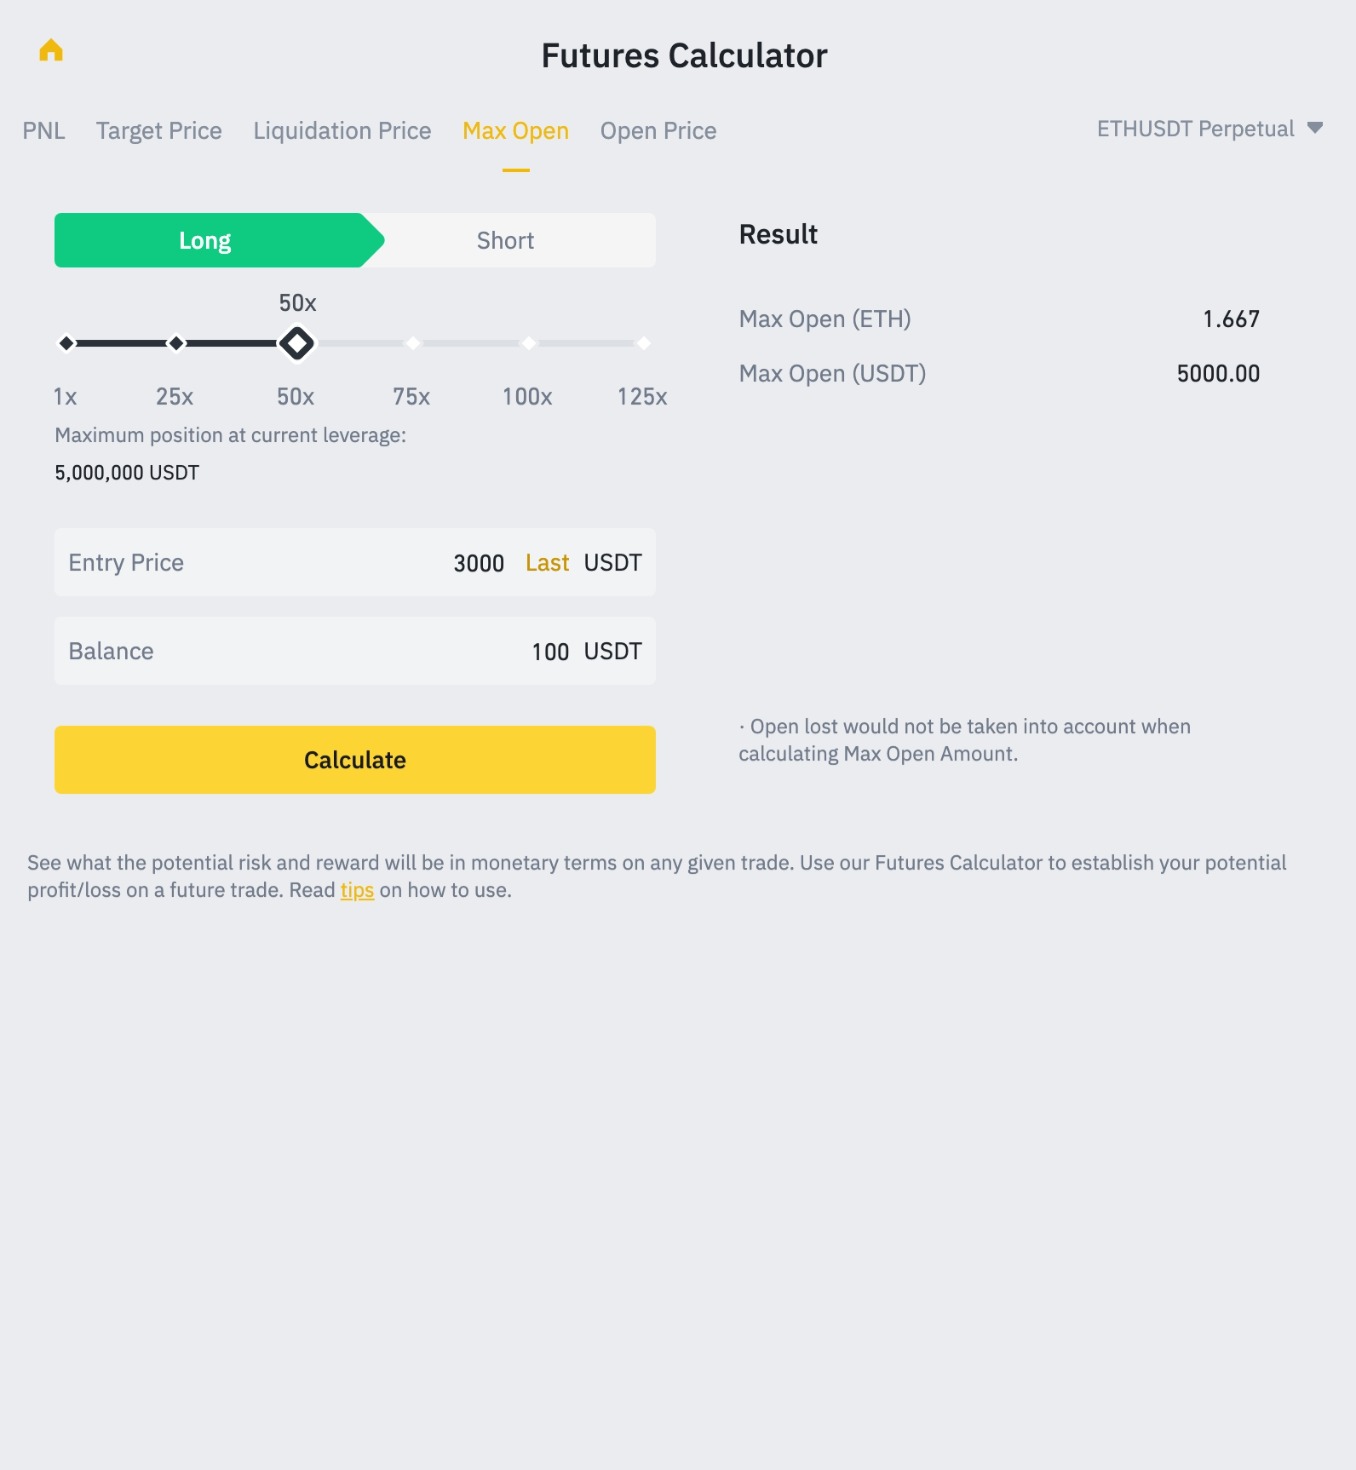 Futures Calculator
PNL Target Price Liquidation Price Max Open Open Price ETHUSDT Perpetual
Long Short
50x
1x 25x 50x 75x 100x 125x
Maximum position at current leverage:
5,000,000 USDT
Entry Price 3000 Last USDT
Balance 100 USDT
Calculate
Result
Max Open (ETH) 1.667
Max Open (USDT) 5000.00
· Open lost would not be taken into account when
calculating Max Open Amount.
See what the potential risk and reward will be in monetary terms on any given trade. Use our Futures Calculator to establish your potential
profit/loss on a future trade. Read tips on how to use.